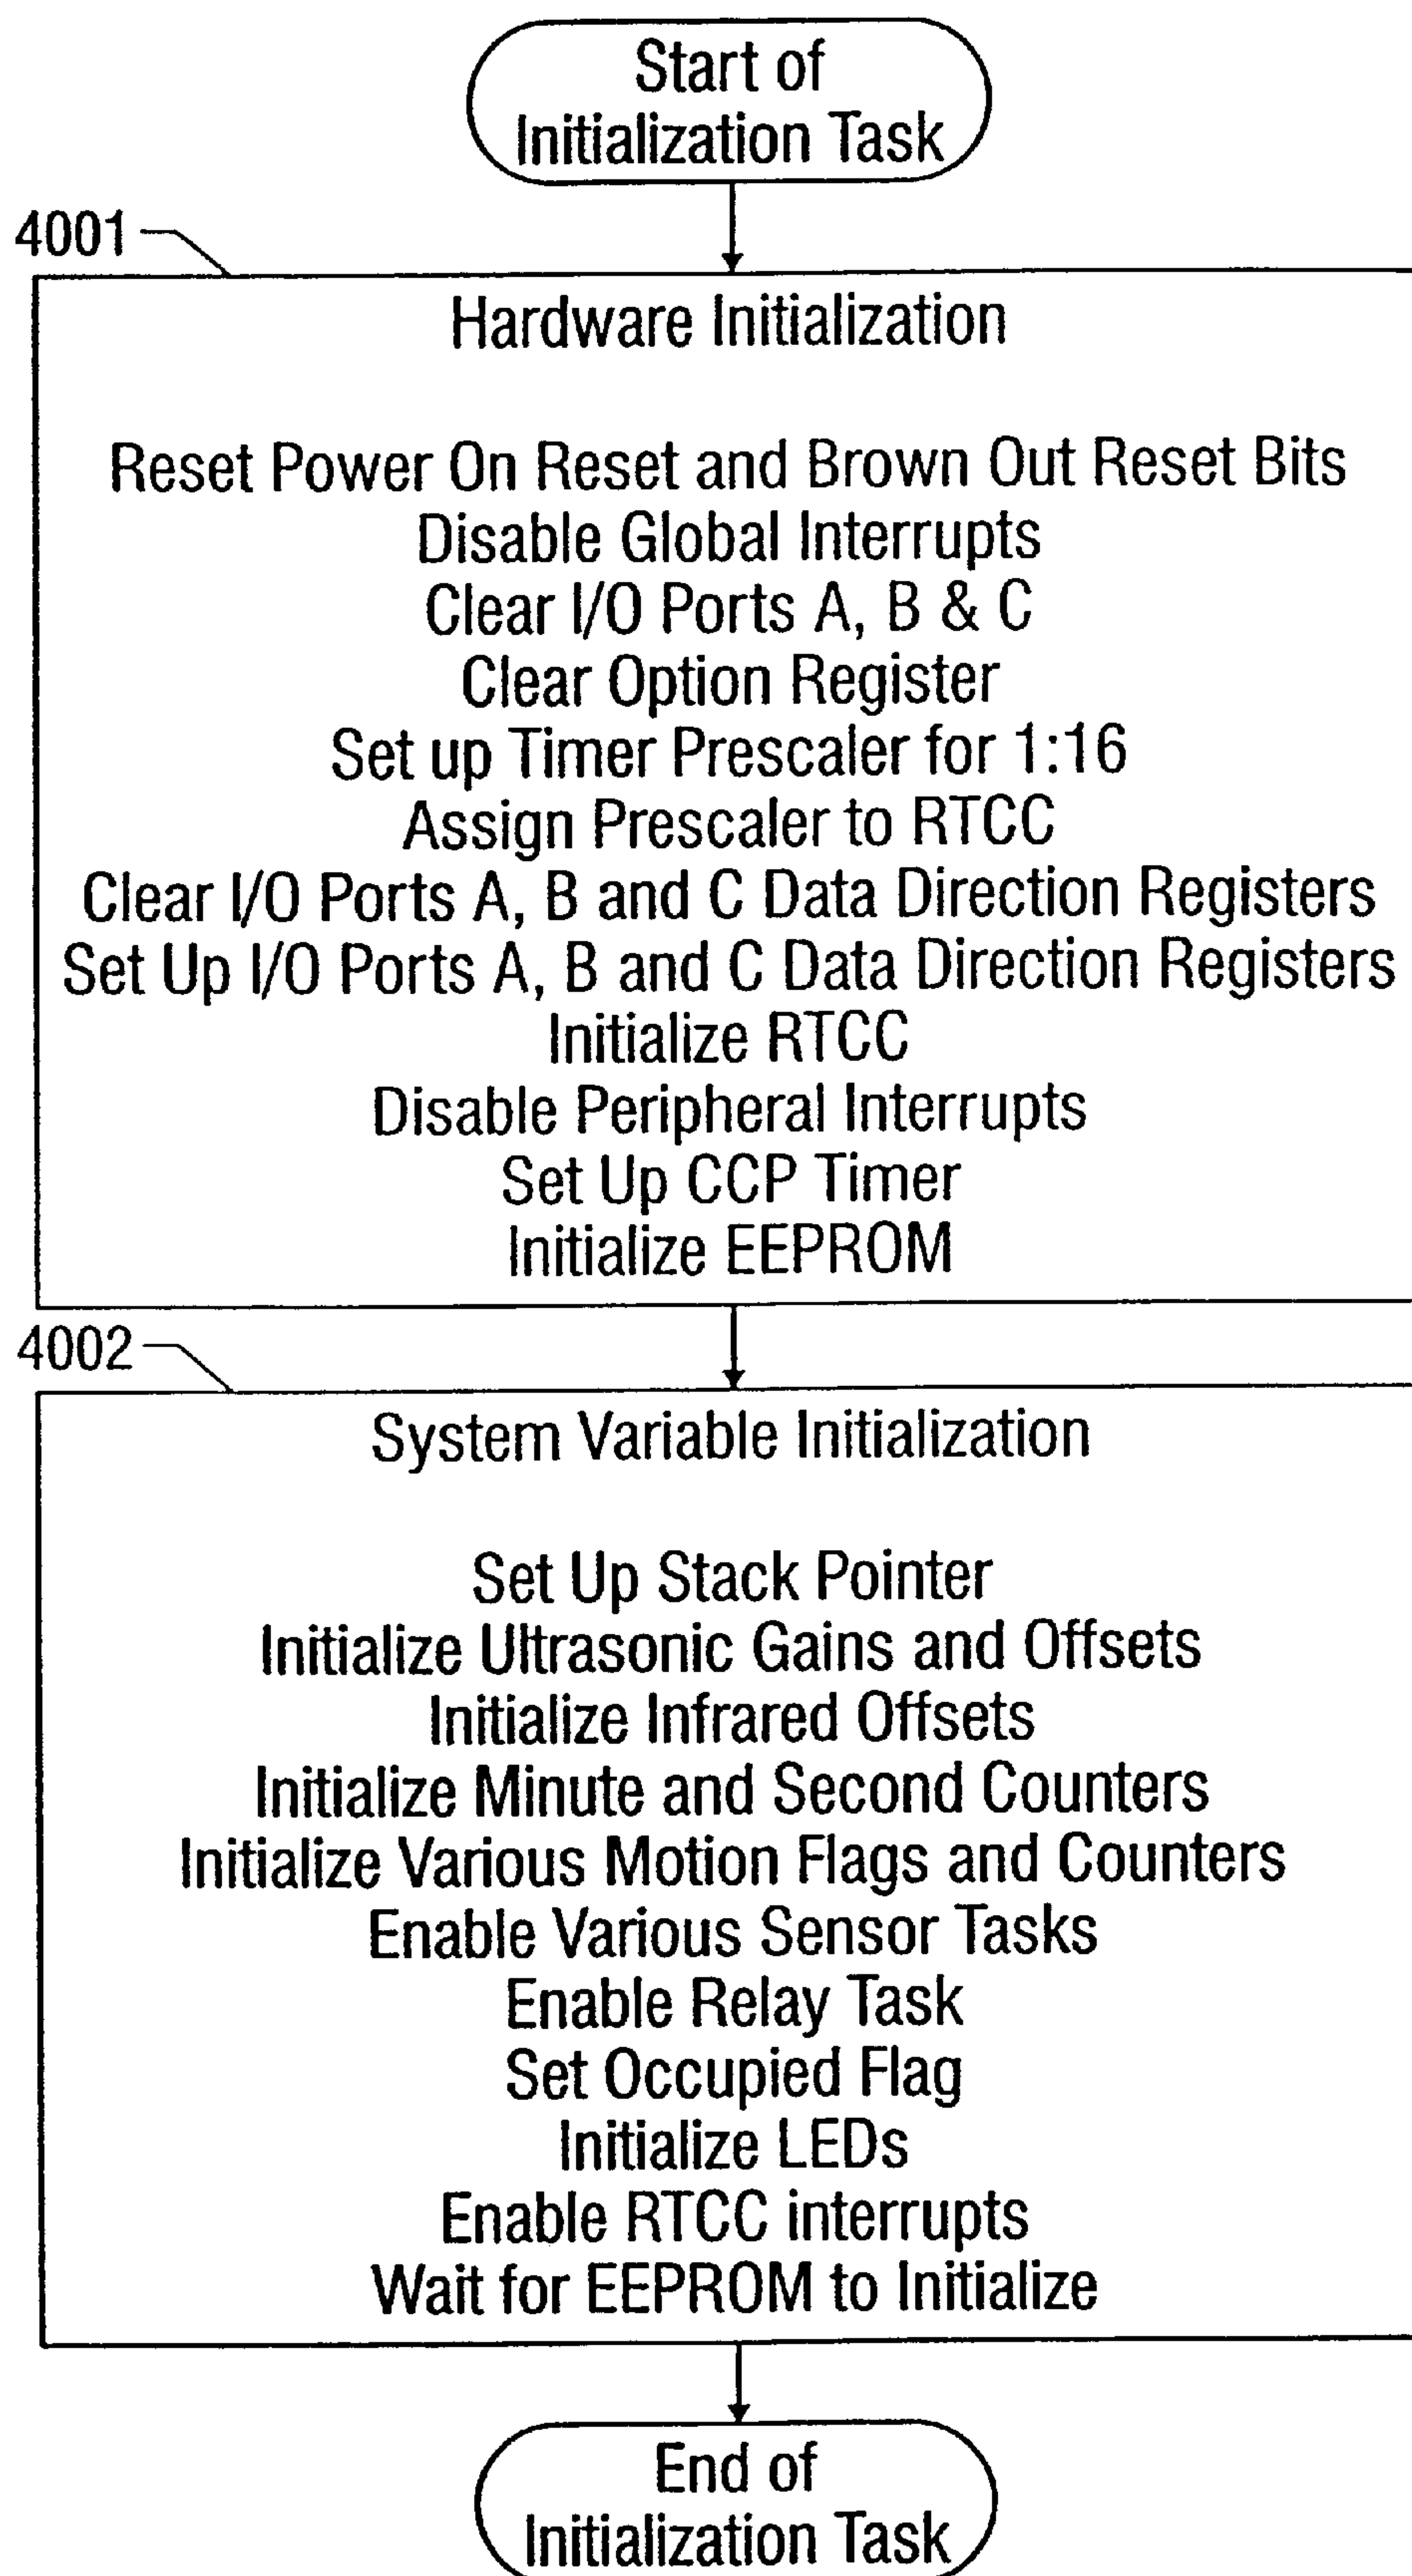 Start of
Initialization Task
4001
Hardware Initialization
Reset Power On Reset and Brown Out Reset Bits
Disable Global Interrupts
Clear I/O Ports A, B & C
Clear Option Register
Set up Timer Prescaler for 1:16
Assign Prescaler to RTCC
Clear I/O Ports A, B and C Data Direction Registers
Set Up I/O Ports A, B and C Data Direction Registers
Initialize RTCC
Disable Peripheral Interrupts
Set Up CCP Timer
Initialize EEPROM
4002
System Variable Initialization
Set Up Stack Pointer
Initialize Ultrasonic Gains and Offsets
Initialize Infrared Offsets
Initialize Minute and Second Counters
Initialize Various Motion Flags and Counters
Enable Various Sensor Tasks
Enable Relay Task
Set Occupied Flag
Initialize LEDs
Enable RTCC interrupts
Wait for EEPROM to Initialize
End of
Initialization Task